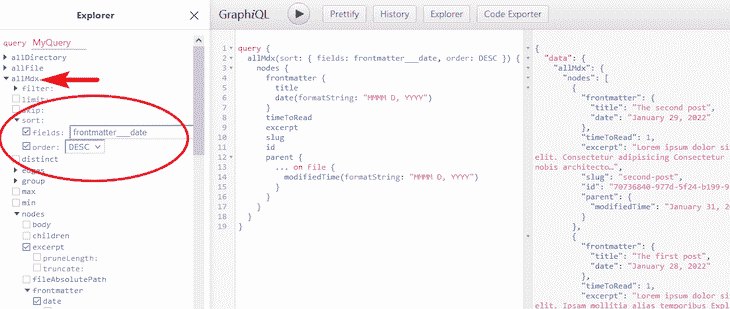 Explorer
query MyQuery
allDirectory
allFile
allMdx
filter:
limit:
skip:
sort:
fields: frontmatter___date
order: DESC
distinct
edges
group
max
min
nodes
body
children
excerpt
pruneLength:
truncate:
fileAbsolutePath
frontmatter
date
GraphiQL
Prettify
History
Explorer
Code Exporter
1 query {
2 allMdx(sort: { fields: frontmatter___date, order: DESC }) {
3 nodes {
4 frontmatter {
5 title
6 date(formatString: "MMMM D, YYYY")
7 }
8 timeToRead
9 excerpt
10 slug
11 id
12 parent {
13 ... on File {
14 modifiedTime(formatString: "MMMM D, YYYY")
15 }
16 }
17 }
18 }
19 }
{
"data": {
"allMdx": {
"nodes": [
{
"frontmatter": {
"title": "The second post",
"date": "January 29, 2022"
},
"timeToRead": 1,
"excerpt": "Lorem ipsum dolor si
elit. Consectetur adipisicing Consectetur
nobis architecto…",
"slug": "second-post",
"id": "70736840-977d-5f24-b199-9
"parent": {
"modifiedTime": "January 31, 2
}
},
{
"frontmatter": {
"title": "The first post",
"date": "January 28, 2022"
},
"timeToRead": 1,
"excerpt": "Lorem ipsum dolor si
elit. Ipsam mollitia alias temporibus Expl